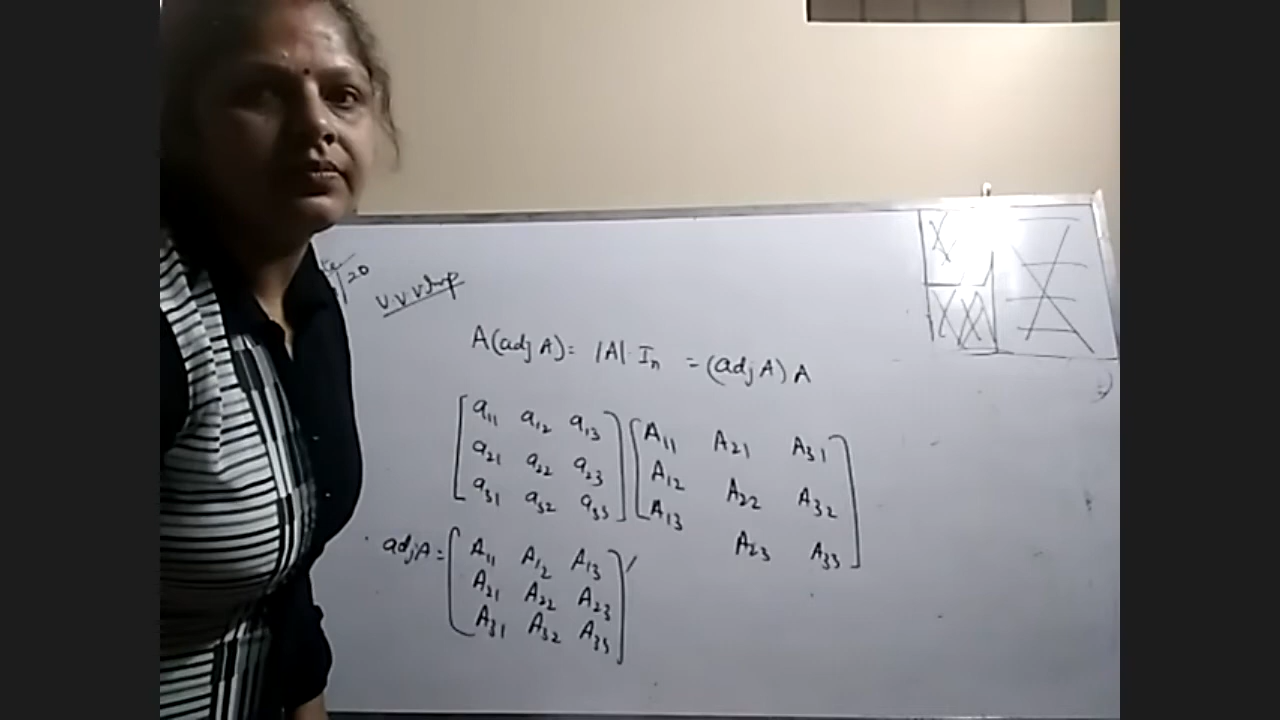 /20
V.V.V.Imp
A(adj A) = |A|. Iₙ = (adj A) A
a₁₁ a₁₂ a₁₃ A₁₁ A₂₁ A₃₁
a₂₁ a₂₂ a₂₃ A₁₂ A₂₂ A₃₂
a₃₁ a₃₂ a₃₃ A₁₃ A₂₃ A₃₃
adj A = [A₁₁ A₁₂ A₁₃
A₂₁ A₂₂ A₂₃
A₃₁ A₃₂ A₃₃]′